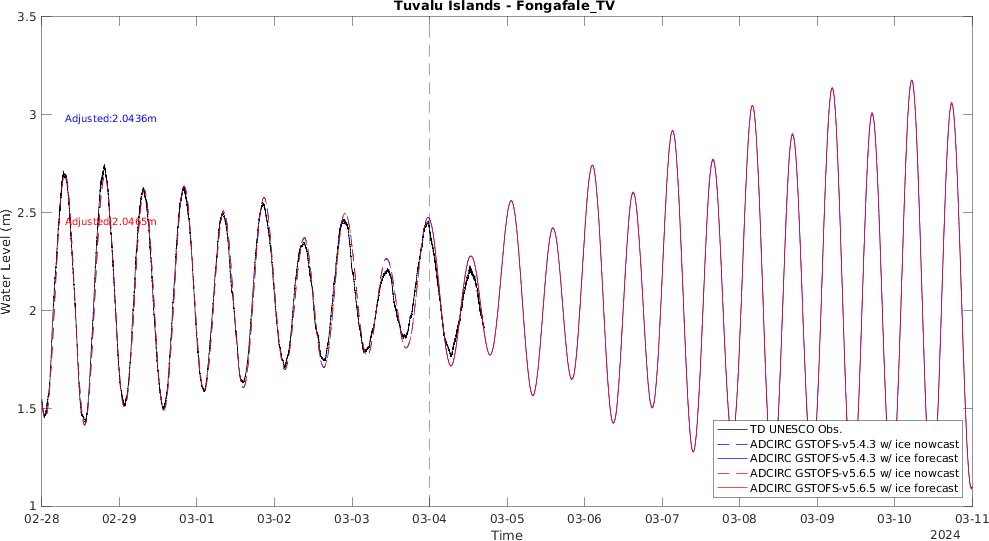 Tuvalu Islands - Fongafale_TV
3.5
3
2.5
2
1.5
1
Water Level (m)
Adjusted:2.0436m
Adjusted:2.0465m
TD UNESCO Obs.
ADCIRC GSTOFS-v5.4.3 w/ ice nowcast
ADCIRC GSTOFS-v5.4.3 w/ ice forecast
ADCIRC GSTOFS-v5.6.5 w/ ice nowcast
ADCIRC GSTOFS-v5.6.5 w/ ice forecast
02-28 02-29 03-01 03-02 03-03 03-04 03-05 03-06 03-07 03-08 03-09 03-10 03-11
Time
2024